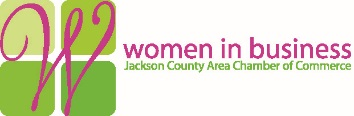 W
women in business
Jackson County Area Chamber of Commerce